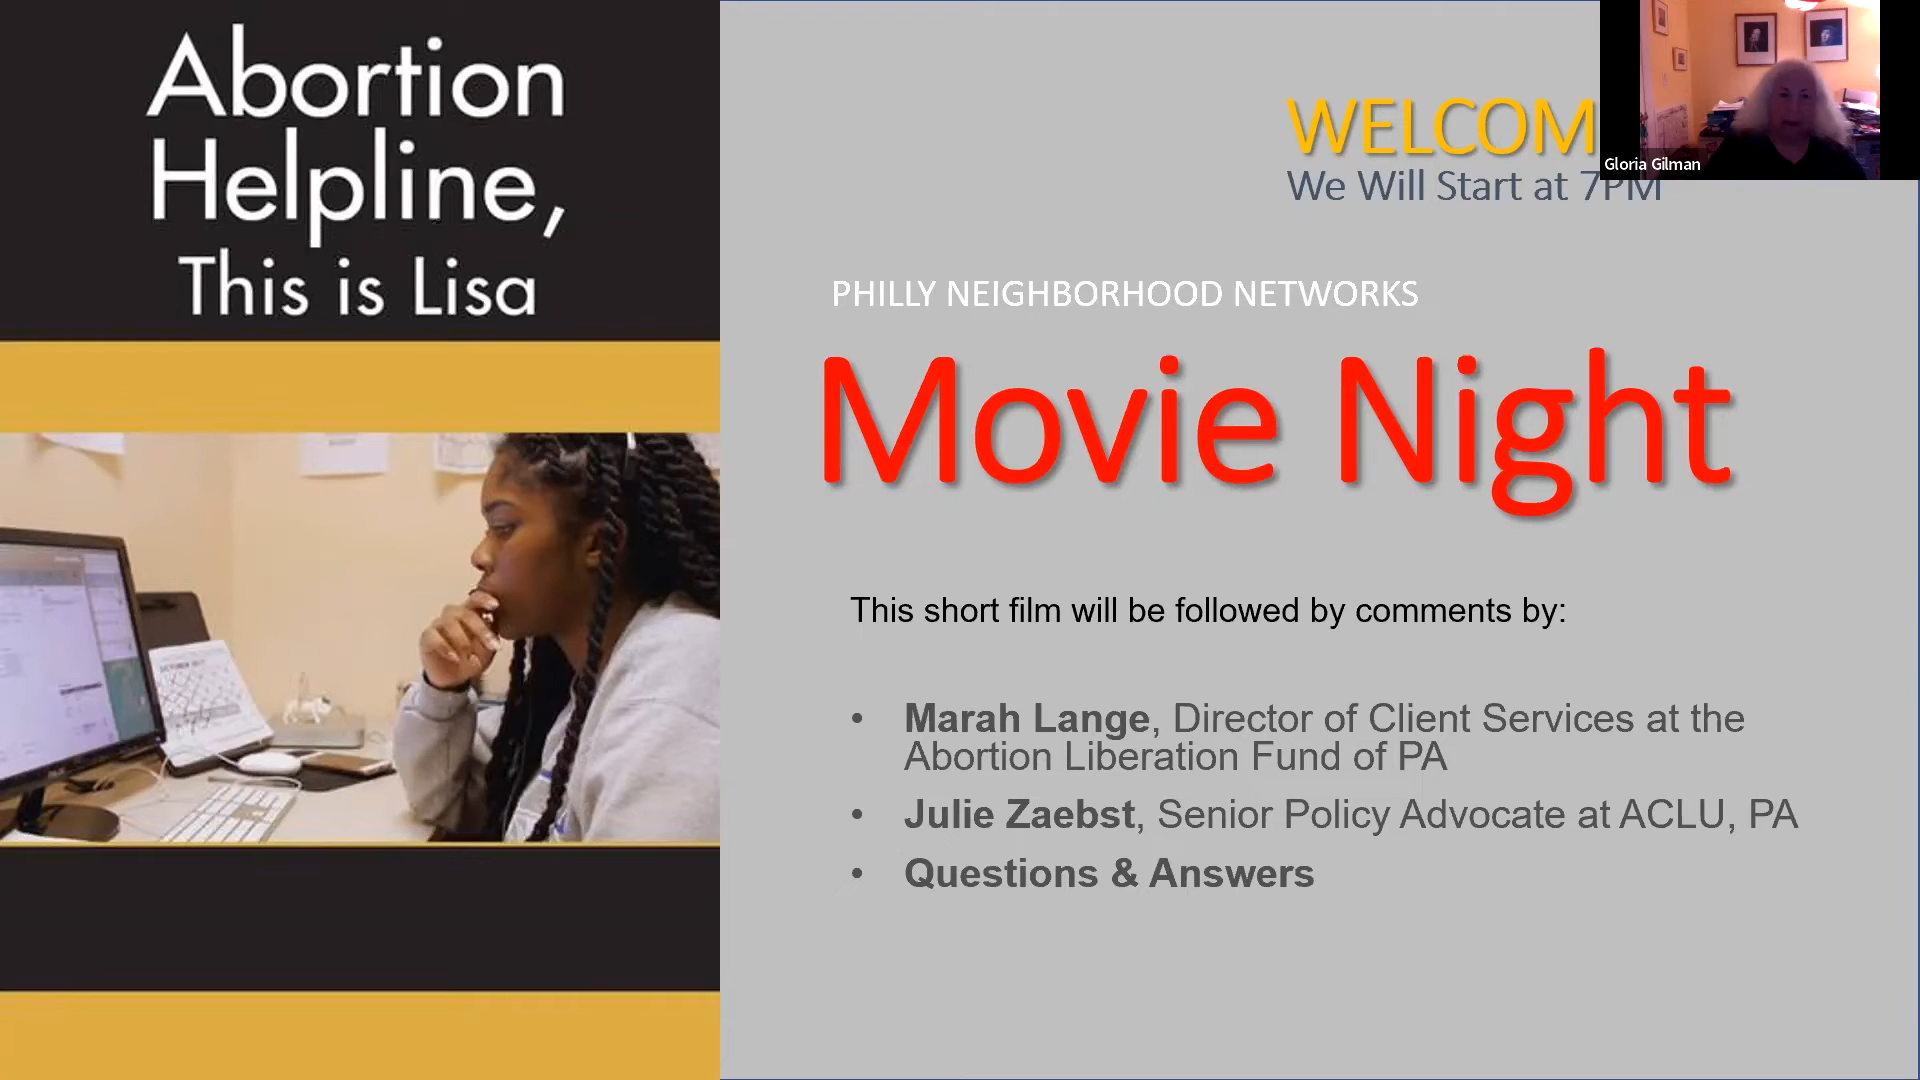 Abortion
Helpline,
This is Lisa
WELCOM
We Will Start at 7PM
Gloria Gilman
PHILLY NEIGHBORHOOD NETWORKS
Movie Night
This short film will be followed by comments by:
• Marah Lange, Director of Client Services at the
Abortion Liberation Fund of PA
• Julie Zaebst, Senior Policy Advocate at ACLU, PA
• Questions & Answers
OCTOBER 2017